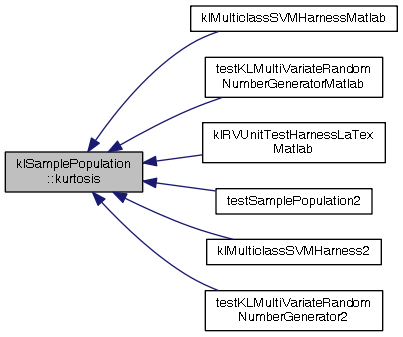 klMulticlassSVMHarnessMatlab
testKLMultiVariateRandom
NumberGeneratorMatlab
klRVUnitTestHarnessLaTex
Matlab
klSamplePopulation
::kurtosis
testSamplePopulation2
klMulticlassSVMHarness2
testKLMultiVariateRandom
NumberGenerator2